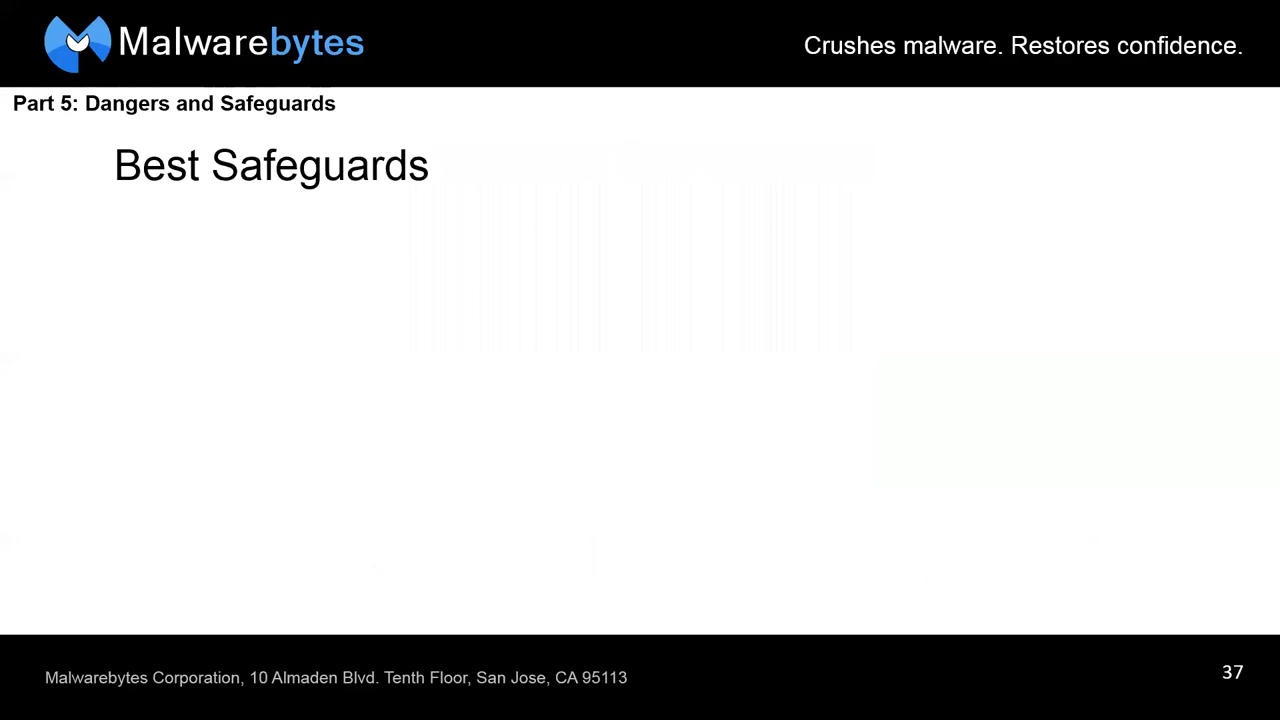 Malwarebytes
Crushes malware. Restores confidence.
Part 5: Dangers and Safeguards
Best Safeguards
Malwarebytes Corporation, 10 Almaden Blvd. Tenth Floor, San Jose, CA 95113
37